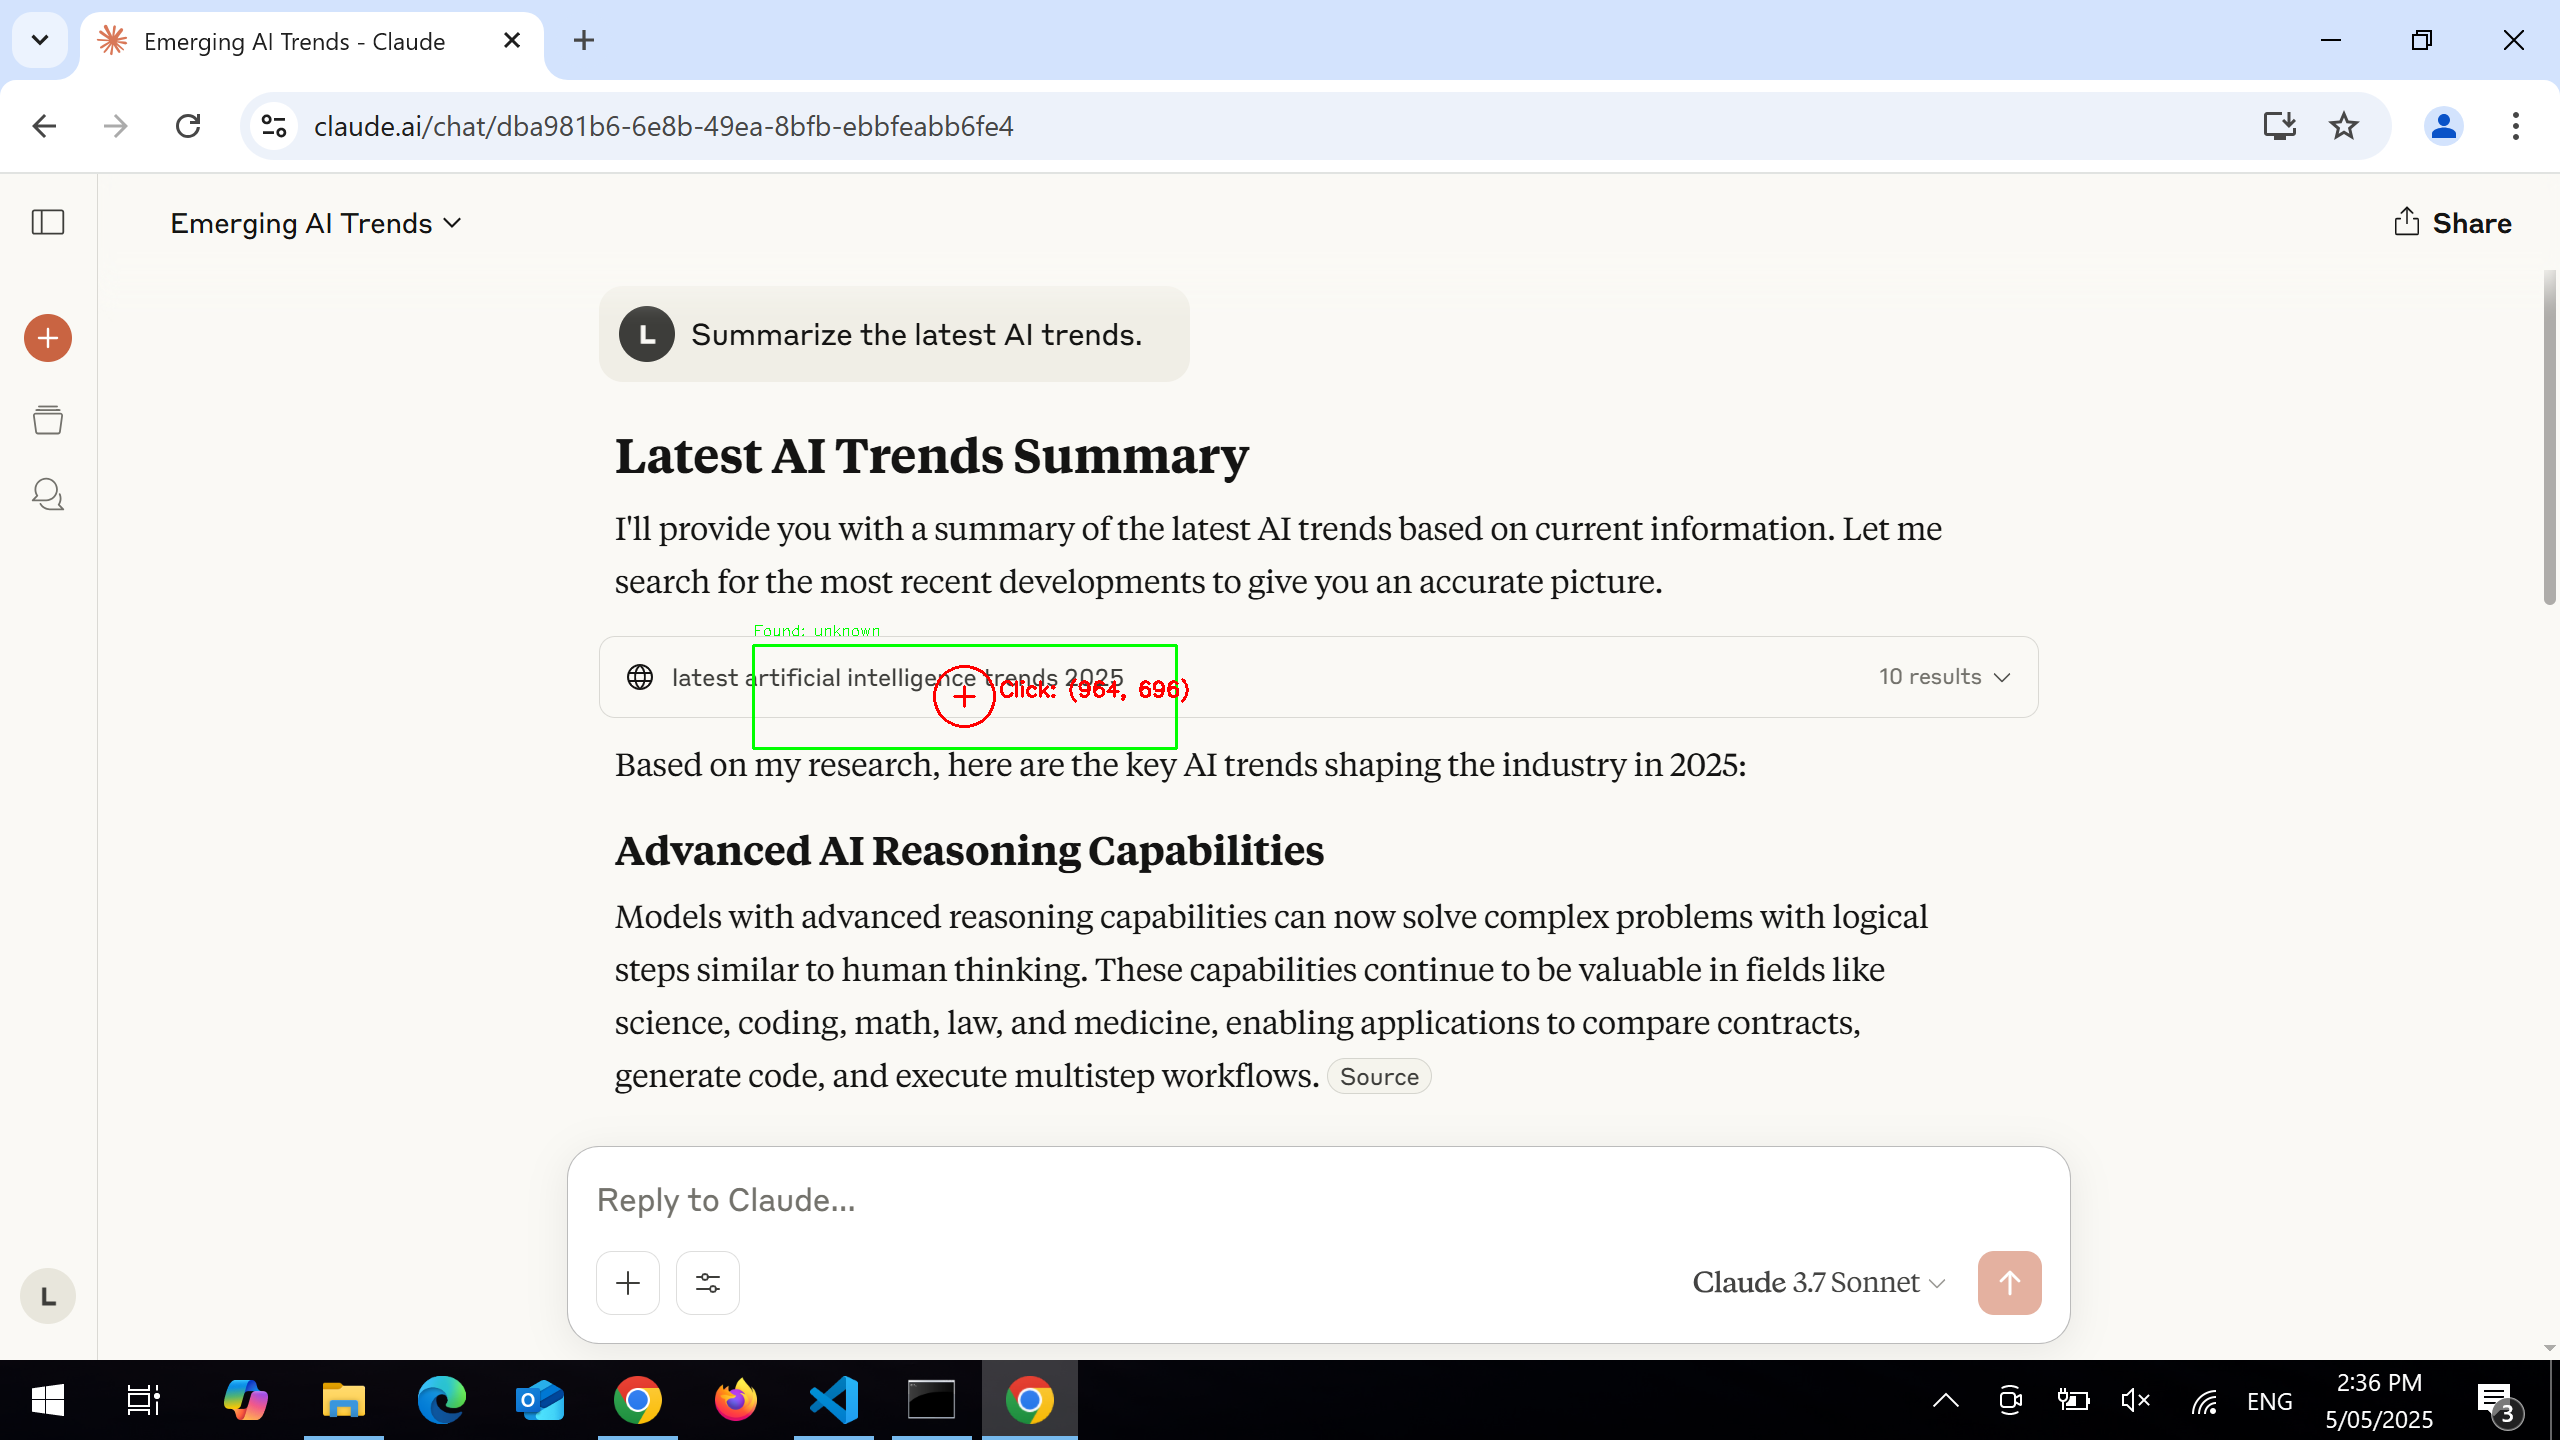 Emerging AI Trends - Claude
claude.ai/chat/dba981b6-6e8b-49ea-8bfb-ebbfeabb6fe4
Emerging AI Trends
Share
L
Summarize the latest AI trends.
Latest AI Trends Summary
I'll provide you with a summary of the latest AI trends based on current information. Let me
search for the most recent developments to give you an accurate picture.
Found: unknown
latest artificial intelligence trends 2025
10 results
Click: (964, 696)
Based on my research, here are the key AI trends shaping the industry in 2025:
Advanced AI Reasoning Capabilities
Models with advanced reasoning capabilities can now solve complex problems with logical
steps similar to human thinking. These capabilities continue to be valuable in fields like
science, coding, math, law, and medicine, enabling applications to compare contracts,
generate code, and execute multistep workflows. Source
Reply to Claude...
Claude 3.7 Sonnet
L
ENG
2:36 PM
5/05/2025
3